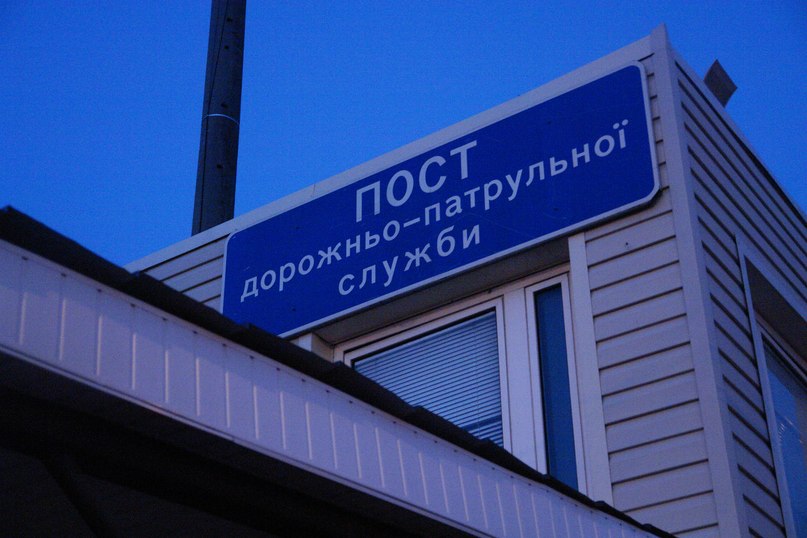 ПОСТ
дорожньо-патрульної
служби